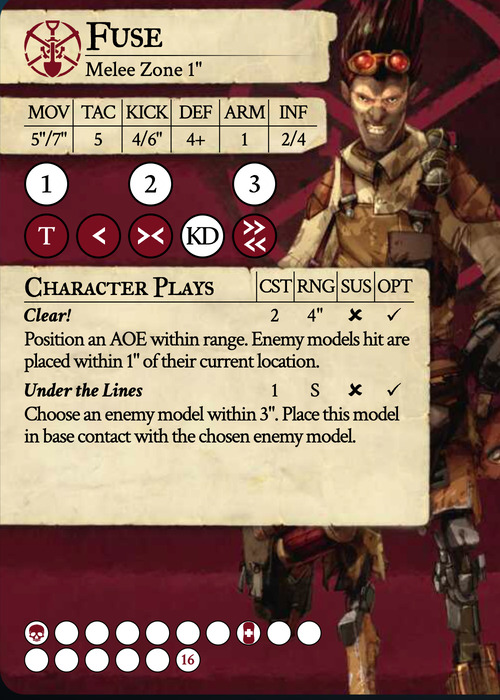 Fuse
Melee Zone 1"
MOV TAC KICK DEF ARM INF
5"/7" 5 4/6" 4+ 1 2/4
1 2 3
T < >< KD >> <<
Character Plays CST RNG SUS OPT
Clear! 2 4" ✘ ✓
Position an AOE within range. Enemy models hit are
placed within 1" of their current location.
Under the Lines 1 S ✘ ✓
Choose an enemy model within 3". Place this model
in base contact with the chosen enemy model.
16